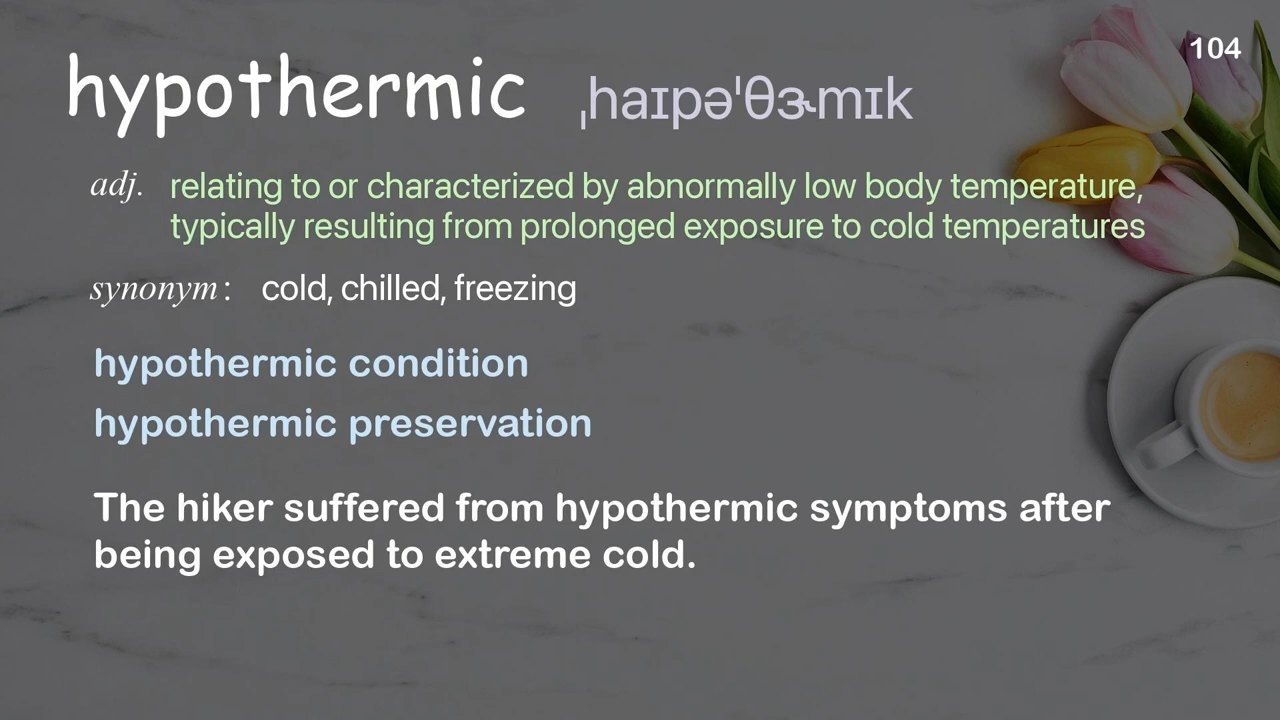 104
hypothermic ˌhaɪpəˈθɝmɪk
adj. relating to or characterized by abnormally low body temperature,
typically resulting from prolonged exposure to cold temperatures
synonym: cold, chilled, freezing
hypothermic condition
hypothermic preservation
The hiker suffered from hypothermic symptoms after
being exposed to extreme cold.